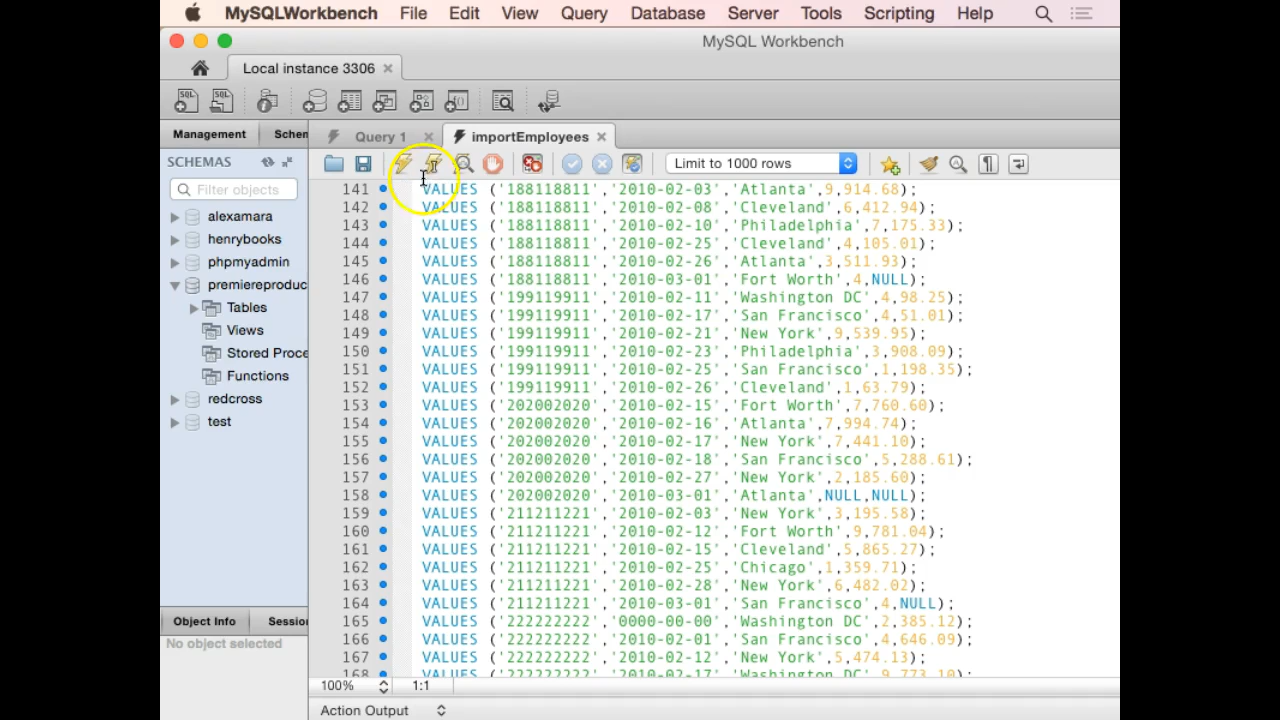 MySQLWorkbench File Edit View Query Database Server Tools Scripting Help
MySQL Workbench
Local instance 3306
Management Schem
Query 1 importEmployees
SCHEMAS
Limit to 1000 rows
Filter objects
alexamara
henrybooks
phpmyadmin
premiereproduc
Tables
Views
Stored Proce
Functions
redcross
test
141 VALUES ('188118811','2010-02-03','Atlanta',9,914.68);
142 VALUES ('188118811','2010-02-08','Cleveland',6,412.94);
143 VALUES ('188118811','2010-02-10','Philadelphia',7,175.33);
144 VALUES ('188118811','2010-02-25','Cleveland',4,105.01);
145 VALUES ('188118811','2010-02-26','Atlanta',3,511.93);
146 VALUES ('188118811','2010-03-01','Fort Worth',4,NULL);
147 VALUES ('199119911','2010-02-11','Washington DC',4,98.25);
148 VALUES ('199119911','2010-02-17','San Francisco',4,51.01);
149 VALUES ('199119911','2010-02-21','New York',9,539.95);
150 VALUES ('199119911','2010-02-23','Philadelphia',3,908.09);
151 VALUES ('199119911','2010-02-25','San Francisco',1,198.35);
152 VALUES ('199119911','2010-02-26','Cleveland',1,63.79);
153 VALUES ('202002020','2010-02-15','Fort Worth',7,760.60);
154 VALUES ('202002020','2010-02-16','Atlanta',7,994.74);
155 VALUES ('202002020','2010-02-17','New York',7,441.10);
156 VALUES ('202002020','2010-02-18','San Francisco',5,288.61);
157 VALUES ('202002020','2010-02-27','New York',2,185.60);
158 VALUES ('202002020','2010-03-01','Atlanta',NULL,NULL);
159 VALUES ('211211221','2010-02-03','New York',3,195.58);
160 VALUES ('211211221','2010-02-12','Fort Worth',9,781.04);
161 VALUES ('211211221','2010-02-15','Cleveland',5,865.27);
162 VALUES ('211211221','2010-02-25','Chicago',1,359.71);
163 VALUES ('211211221','2010-02-28','New York',6,482.02);
164 VALUES ('211211221','2010-03-01','San Francisco',4,NULL);
165 VALUES ('222222222','0000-00-00','Washington DC',2,385.12);
166 VALUES ('222222222','2010-02-01','San Francisco',4,646.09);
167 VALUES ('222222222','2010-02-12','New York',5,474.13);
168 VALUES ('222222222','2010-02-17','Washington DC',9,773.10);
Object Info Session
No object selected
100% 1:1
Action Output